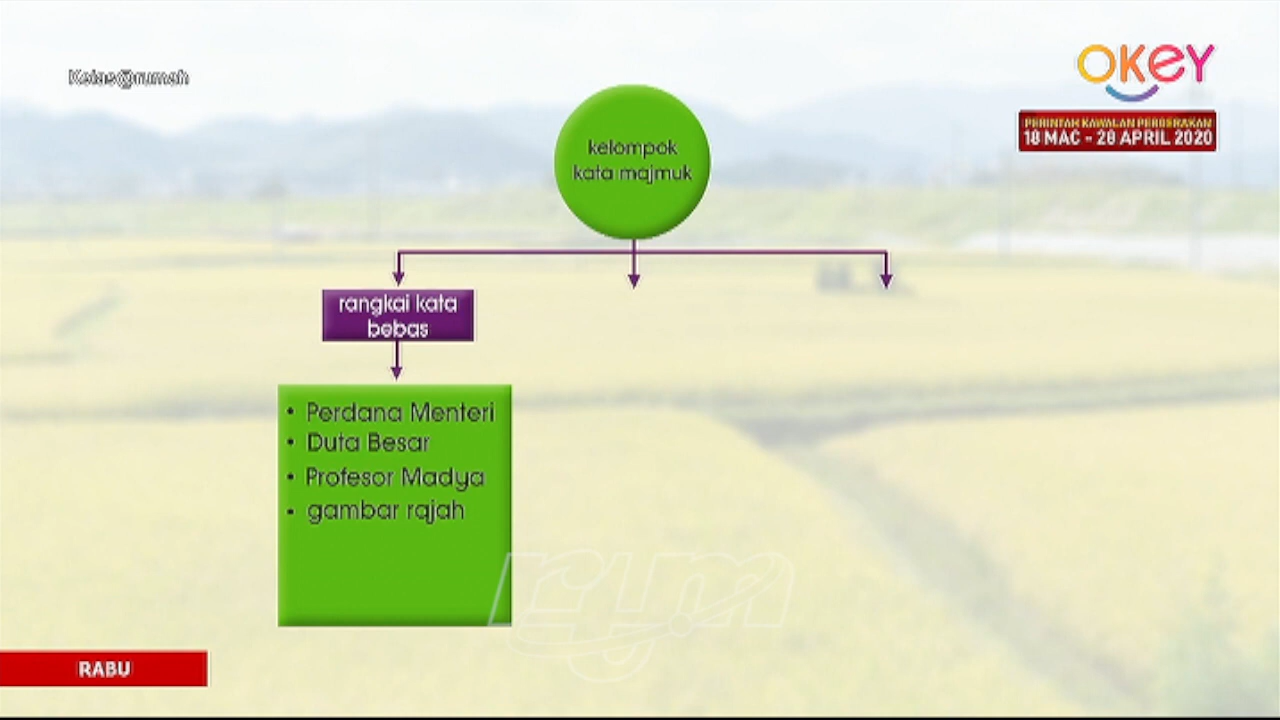 Kelas@rumah
OKEY
PERINTAH KAWALAN PERGERAKAN
18 MAC - 28 APRIL 2020
kelompok
kata majmuk
rangkai kata
bebas
• Perdana Menteri
• Duta Besar
• Profesor Madya
• gambar rajah
rtm
RABU